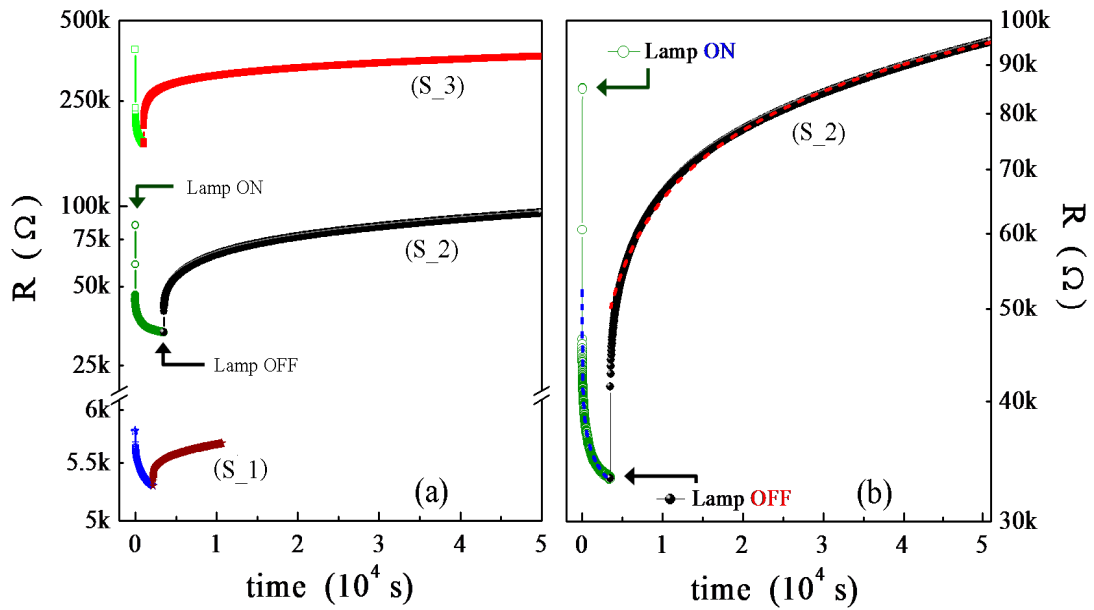 500k
250k
100k
75k
50k
25k
6k
5.5k
5k
R (Ω)
(S_3)
Lamp ON
(S_2)
Lamp OFF
(S_1)
(a)
0 1 2 3 4 5
time (10⁴ s)
Lamp ON
(S_2)
Lamp OFF
(b)
0 1 2 3 4 5
time (10⁴ s)
100k
90k
80k
70k
60k
50k
40k
30k
R (Ω)